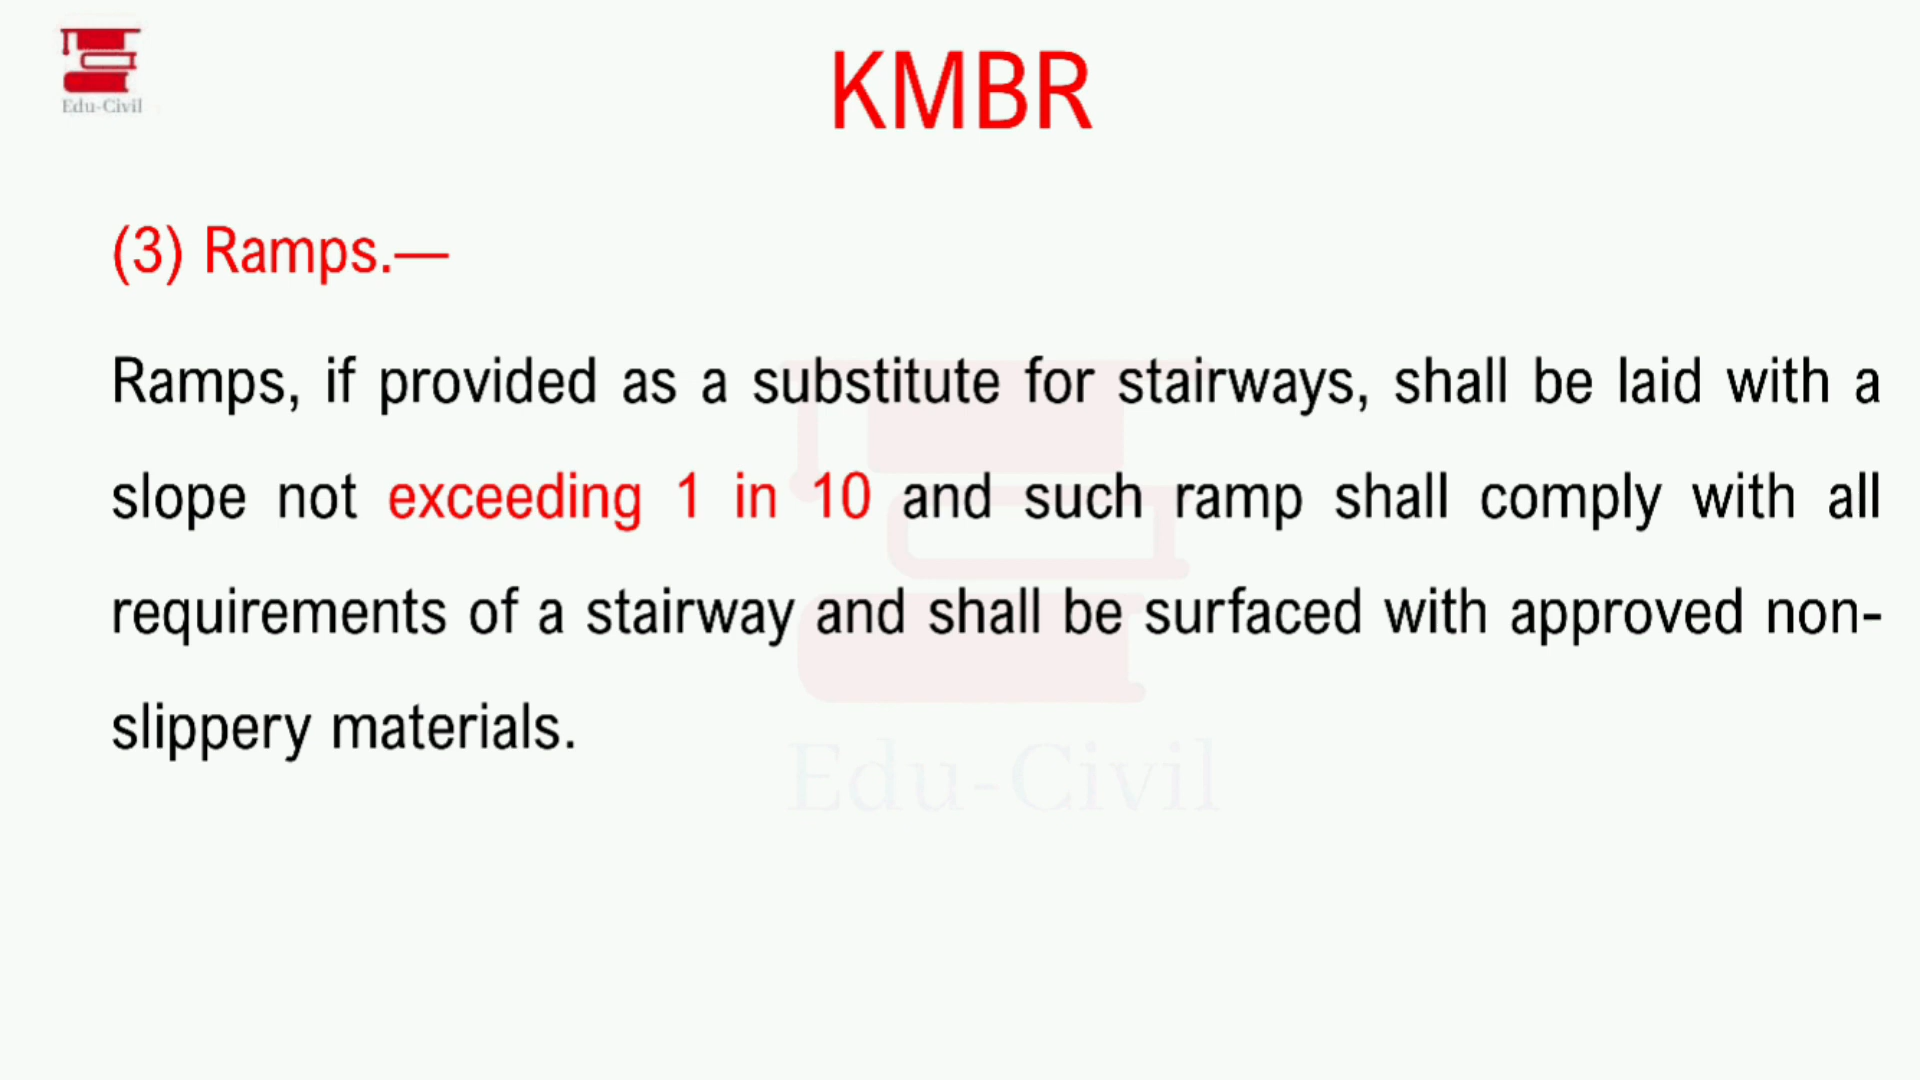 Edu-Civil
KMBR
(3) Ramps.—
Ramps, if provided as a substitute for stairways, shall be laid with a
slope not exceeding 1 in 10 and such ramp shall comply with all
requirements of a stairway and shall be surfaced with approved non-
slippery materials.
Edu-Civil